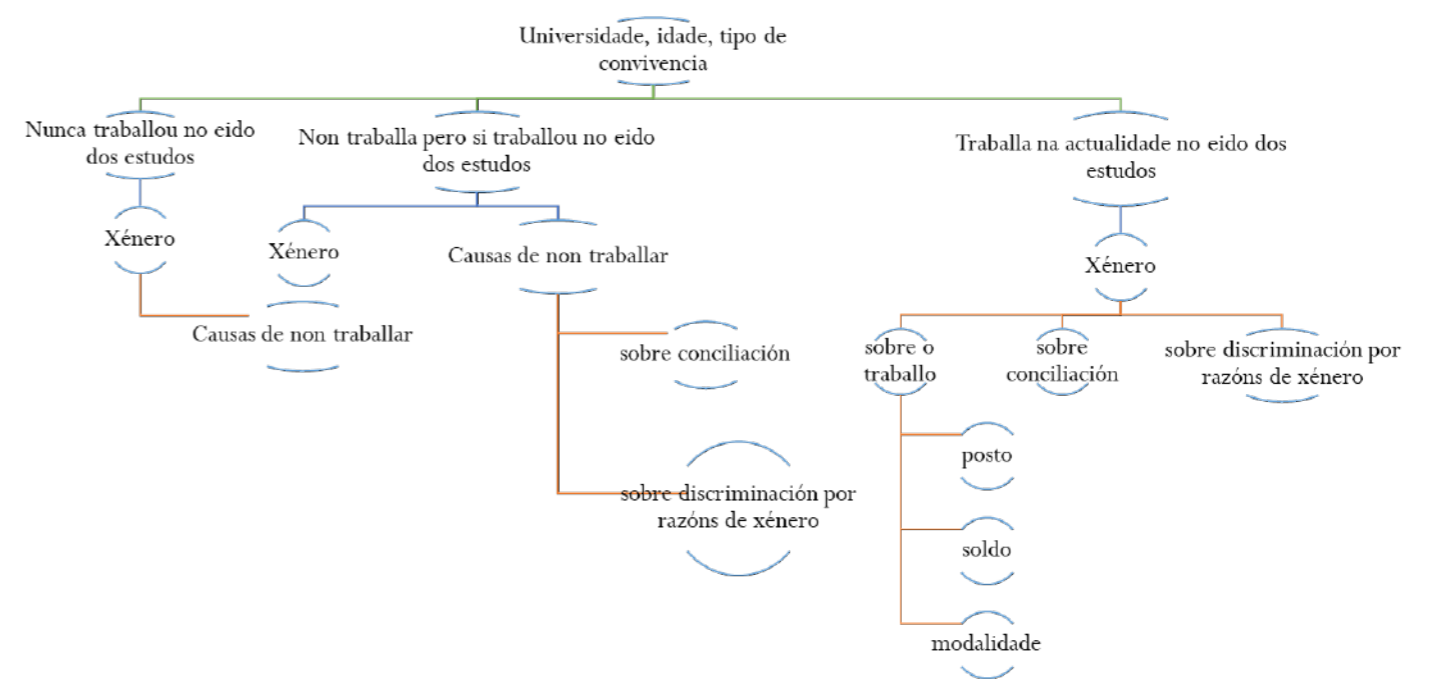 Universidade, idade, tipo de
convivencia
Nunca traballou no eido
dos estudos
Non traballa pero si traballou no eido
dos estudos
Traballa na actualidade no eido dos
estudos
Xénero
Xénero
Causas de non traballar
Xénero
Causas de non traballar
sobre conciliación
sobre discriminación por
razóns de xénero
sobre o
traballo
sobre
conciliación
sobre discriminación por
razóns de xénero
posto
soldo
modalidade